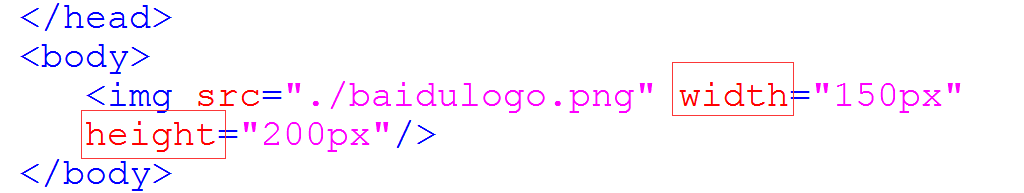 </head>
<body>
<img src="./baidulogo.png" width="150px"
height="200px"/>
</body>